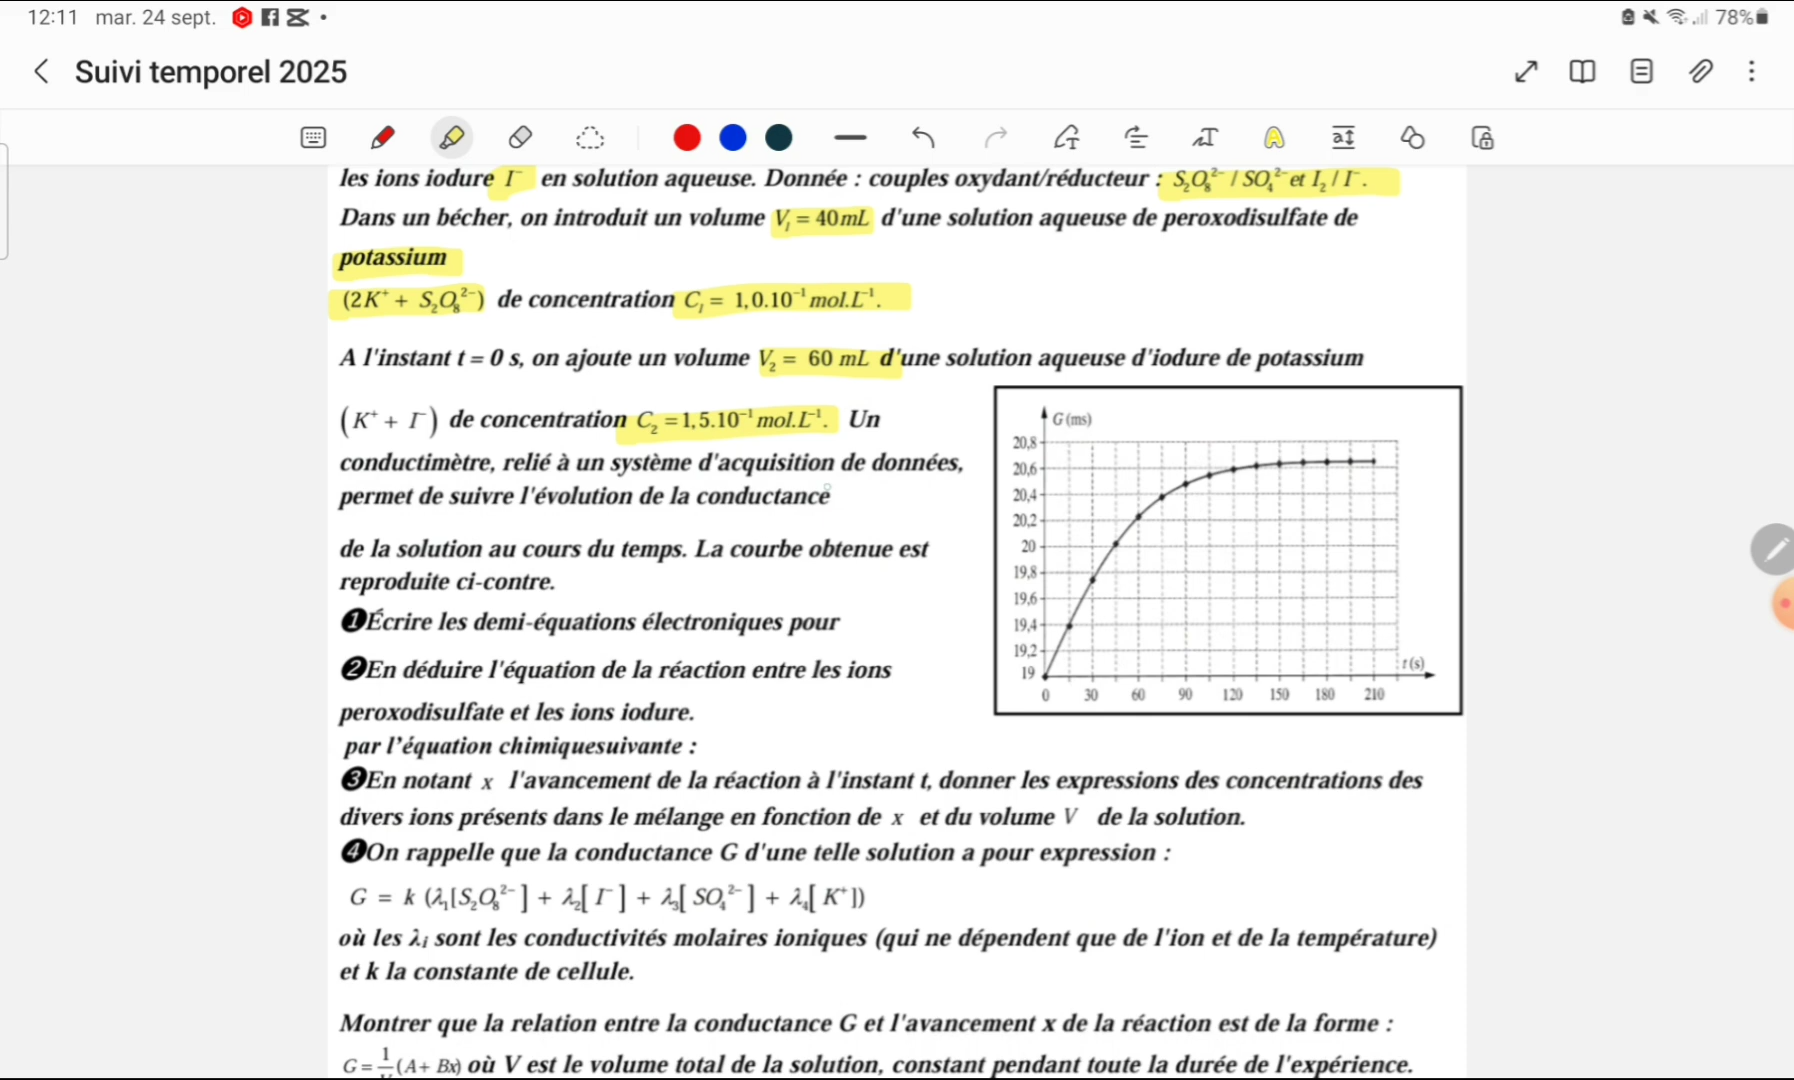 12:11 mar. 24 sept. 78%
Suivi temporel 2025
les ions iodure I⁻ en solution aqueuse. Donnée : couples oxydant/réducteur : S₂O₈²⁻ / SO₄²⁻ et I₂ / I⁻.
Dans un bécher, on introduit un volume V₁ = 40 mL d'une solution aqueuse de peroxodisulfate de
potassium
(2K⁺ + S₂O₈²⁻) de concentration C₁ = 1,0.10⁻¹ mol.L⁻¹.
A l'instant t = 0 s, on ajoute un volume V₂ = 60 mL d'une solution aqueuse d'iodure de potassium
(K⁺ + I⁻) de concentration C₂ = 1,5.10⁻¹ mol.L⁻¹. Un
conductimètre, relié à un système d'acquisition de données,
permet de suivre l'évolution de la conductance
de la solution au cours du temps. La courbe obtenue est
reproduite ci-contre.
❶Écrire les demi-équations électroniques pour
❷En déduire l'équation de la réaction entre les ions
peroxodisulfate et les ions iodure.
par l'équation chimiquesuivante :
G (ms)
20,8
20,6
20,4
20,2
20
19,8
19,6
19,4
19,2
19
t (s)
0 30 60 90 120 150 180 210
❸En notant x l'avancement de la réaction à l'instant t, donner les expressions des concentrations des
divers ions présents dans le mélange en fonction de x et du volume V de la solution.
❹On rappelle que la conductance G d'une telle solution a pour expression :
G = k (λ₁[S₂O₈²⁻] + λ₂[I⁻] + λ₃[SO₄²⁻] + λ₄[K⁺])
où les λᵢ sont les conductivités molaires ioniques (qui ne dépendent que de l'ion et de la température)
et k la constante de cellule.
Montrer que la relation entre la conductance G et l'avancement x de la réaction est de la forme :
G = 1/V (A + Bx) où V est le volume total de la solution, constant pendant toute la durée de l'expérience.